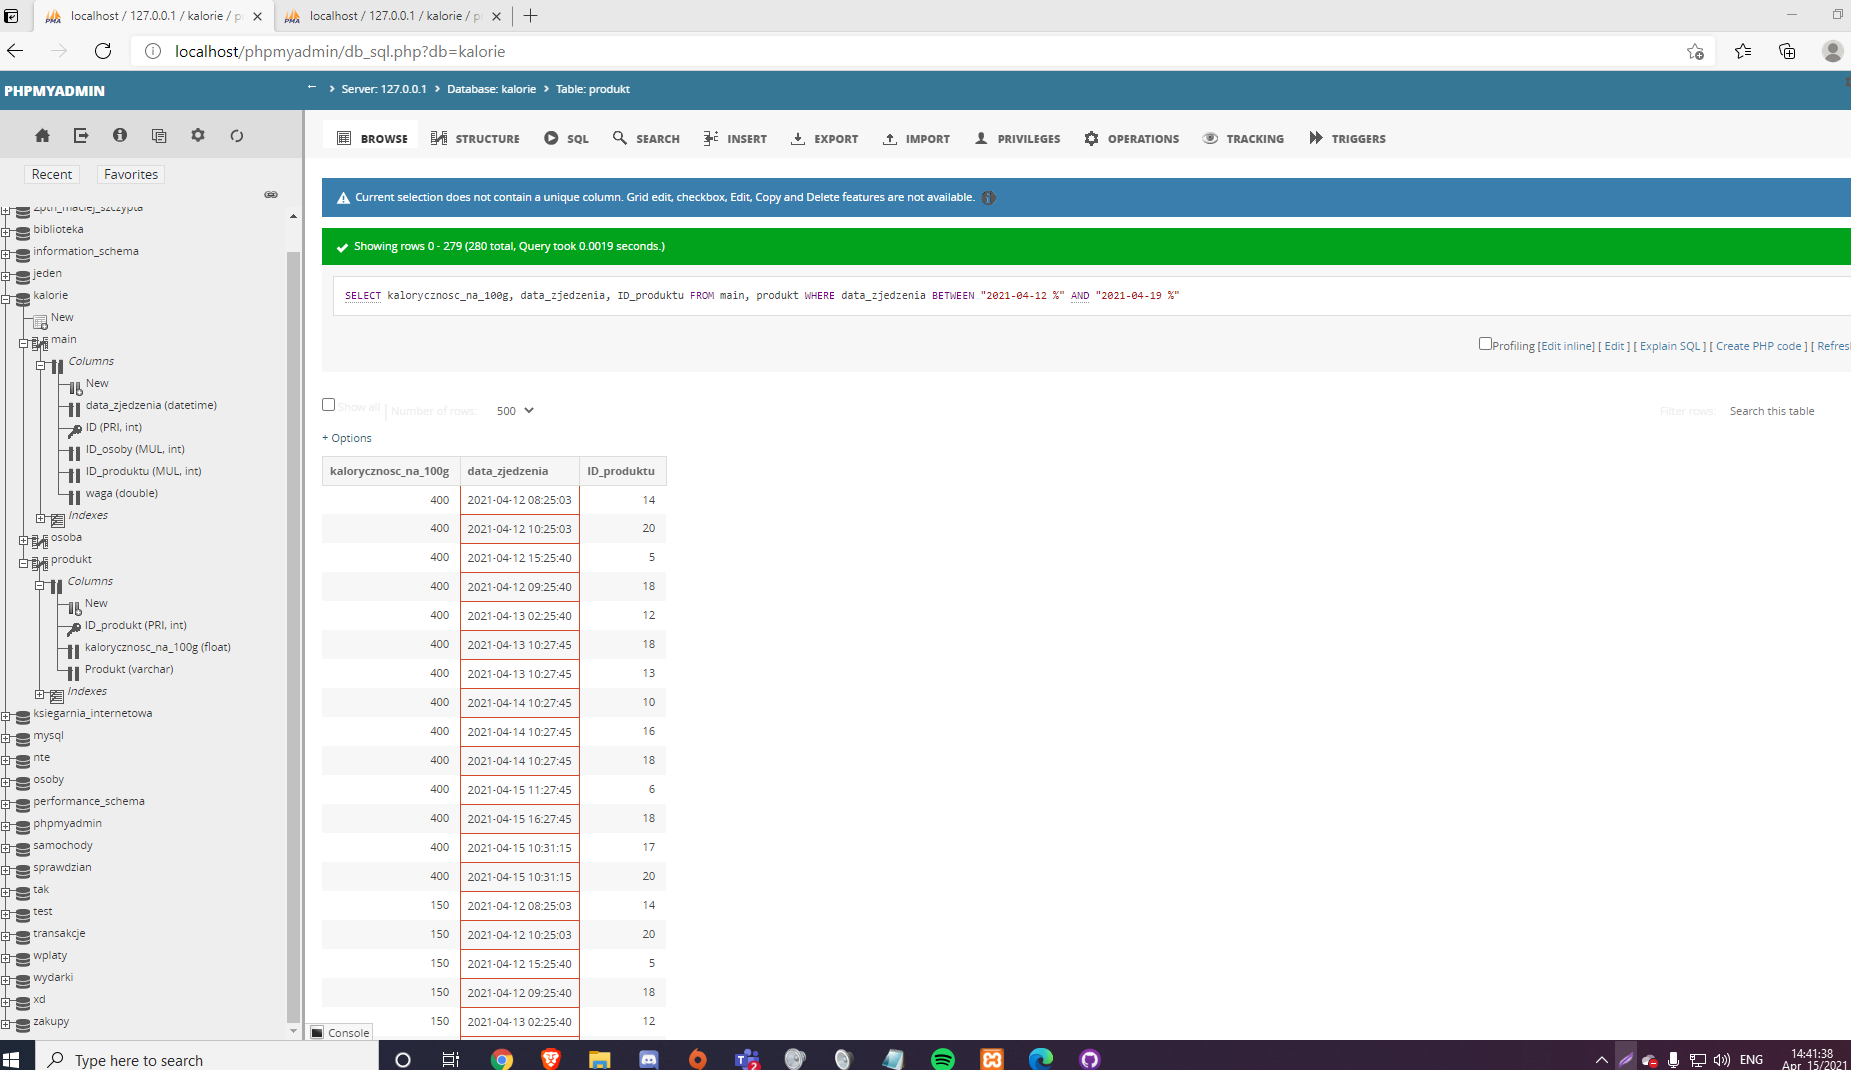 localhost / 127.0.0.1 / kalorie / p
localhost / 127.0.0.1 / kalorie / p
localhost/phpmyadmin/db_sql.php?db=kalorie
PHPMYADMIN
Server: 127.0.0.1 Database: kalorie Table: produkt
BROWSE STRUCTURE SQL SEARCH INSERT EXPORT IMPORT PRIVILEGES OPERATIONS TRACKING TRIGGERS
Recent Favorites
2ptn_maciej_szczypta
biblioteka
information_schema
jeden
kalorie
New
main
Columns
New
data_zjedzenia (datetime)
ID (PRI, int)
ID_osoby (MUL, int)
ID_produktu (MUL, int)
waga (double)
Indexes
osoba
produkt
Columns
New
ID_produkt (PRI, int)
kalorycznosc_na_100g (float)
Produkt (varchar)
Indexes
ksiegarnia_internetowa
mysql
nte
osoby
performance_schema
phpmyadmin
samochody
sprawdzian
tak
test
transakcje
wplaty
wydarki
xd
zakupy
Current selection does not contain a unique column. Grid edit, checkbox, Edit, Copy and Delete features are not available.
Showing rows 0 - 279 (280 total, Query took 0.0019 seconds.)
SELECT kalorycznosc_na_100g, data_zjedzenia, ID_produktu FROM main, produkt WHERE data_zjedzenia BETWEEN "2021-04-12 %" AND "2021-04-19 %"
Profiling [Edit inline] [ Edit ] [ Explain SQL ] [ Create PHP code ] [ Refres
Show all Number of rows: 500 Filter rows: Search this table
+ Options
kalorycznosc_na_100g data_zjedzenia ID_produktu
400 2021-04-12 08:25:03 14
400 2021-04-12 10:25:03 20
400 2021-04-12 15:25:40 5
400 2021-04-12 09:25:40 18
400 2021-04-13 02:25:40 12
400 2021-04-13 10:27:45 18
400 2021-04-13 10:27:45 13
400 2021-04-14 10:27:45 10
400 2021-04-14 10:27:45 16
400 2021-04-14 10:27:45 18
400 2021-04-15 11:27:45 6
400 2021-04-15 16:27:45 18
400 2021-04-15 10:31:15 17
400 2021-04-15 10:31:15 20
150 2021-04-12 08:25:03 14
150 2021-04-12 10:25:03 20
150 2021-04-12 15:25:40 5
150 2021-04-12 09:25:40 18
150 2021-04-13 02:25:40 12
Console
Type here to search
ENG
14:41:38
Apr 15/2021